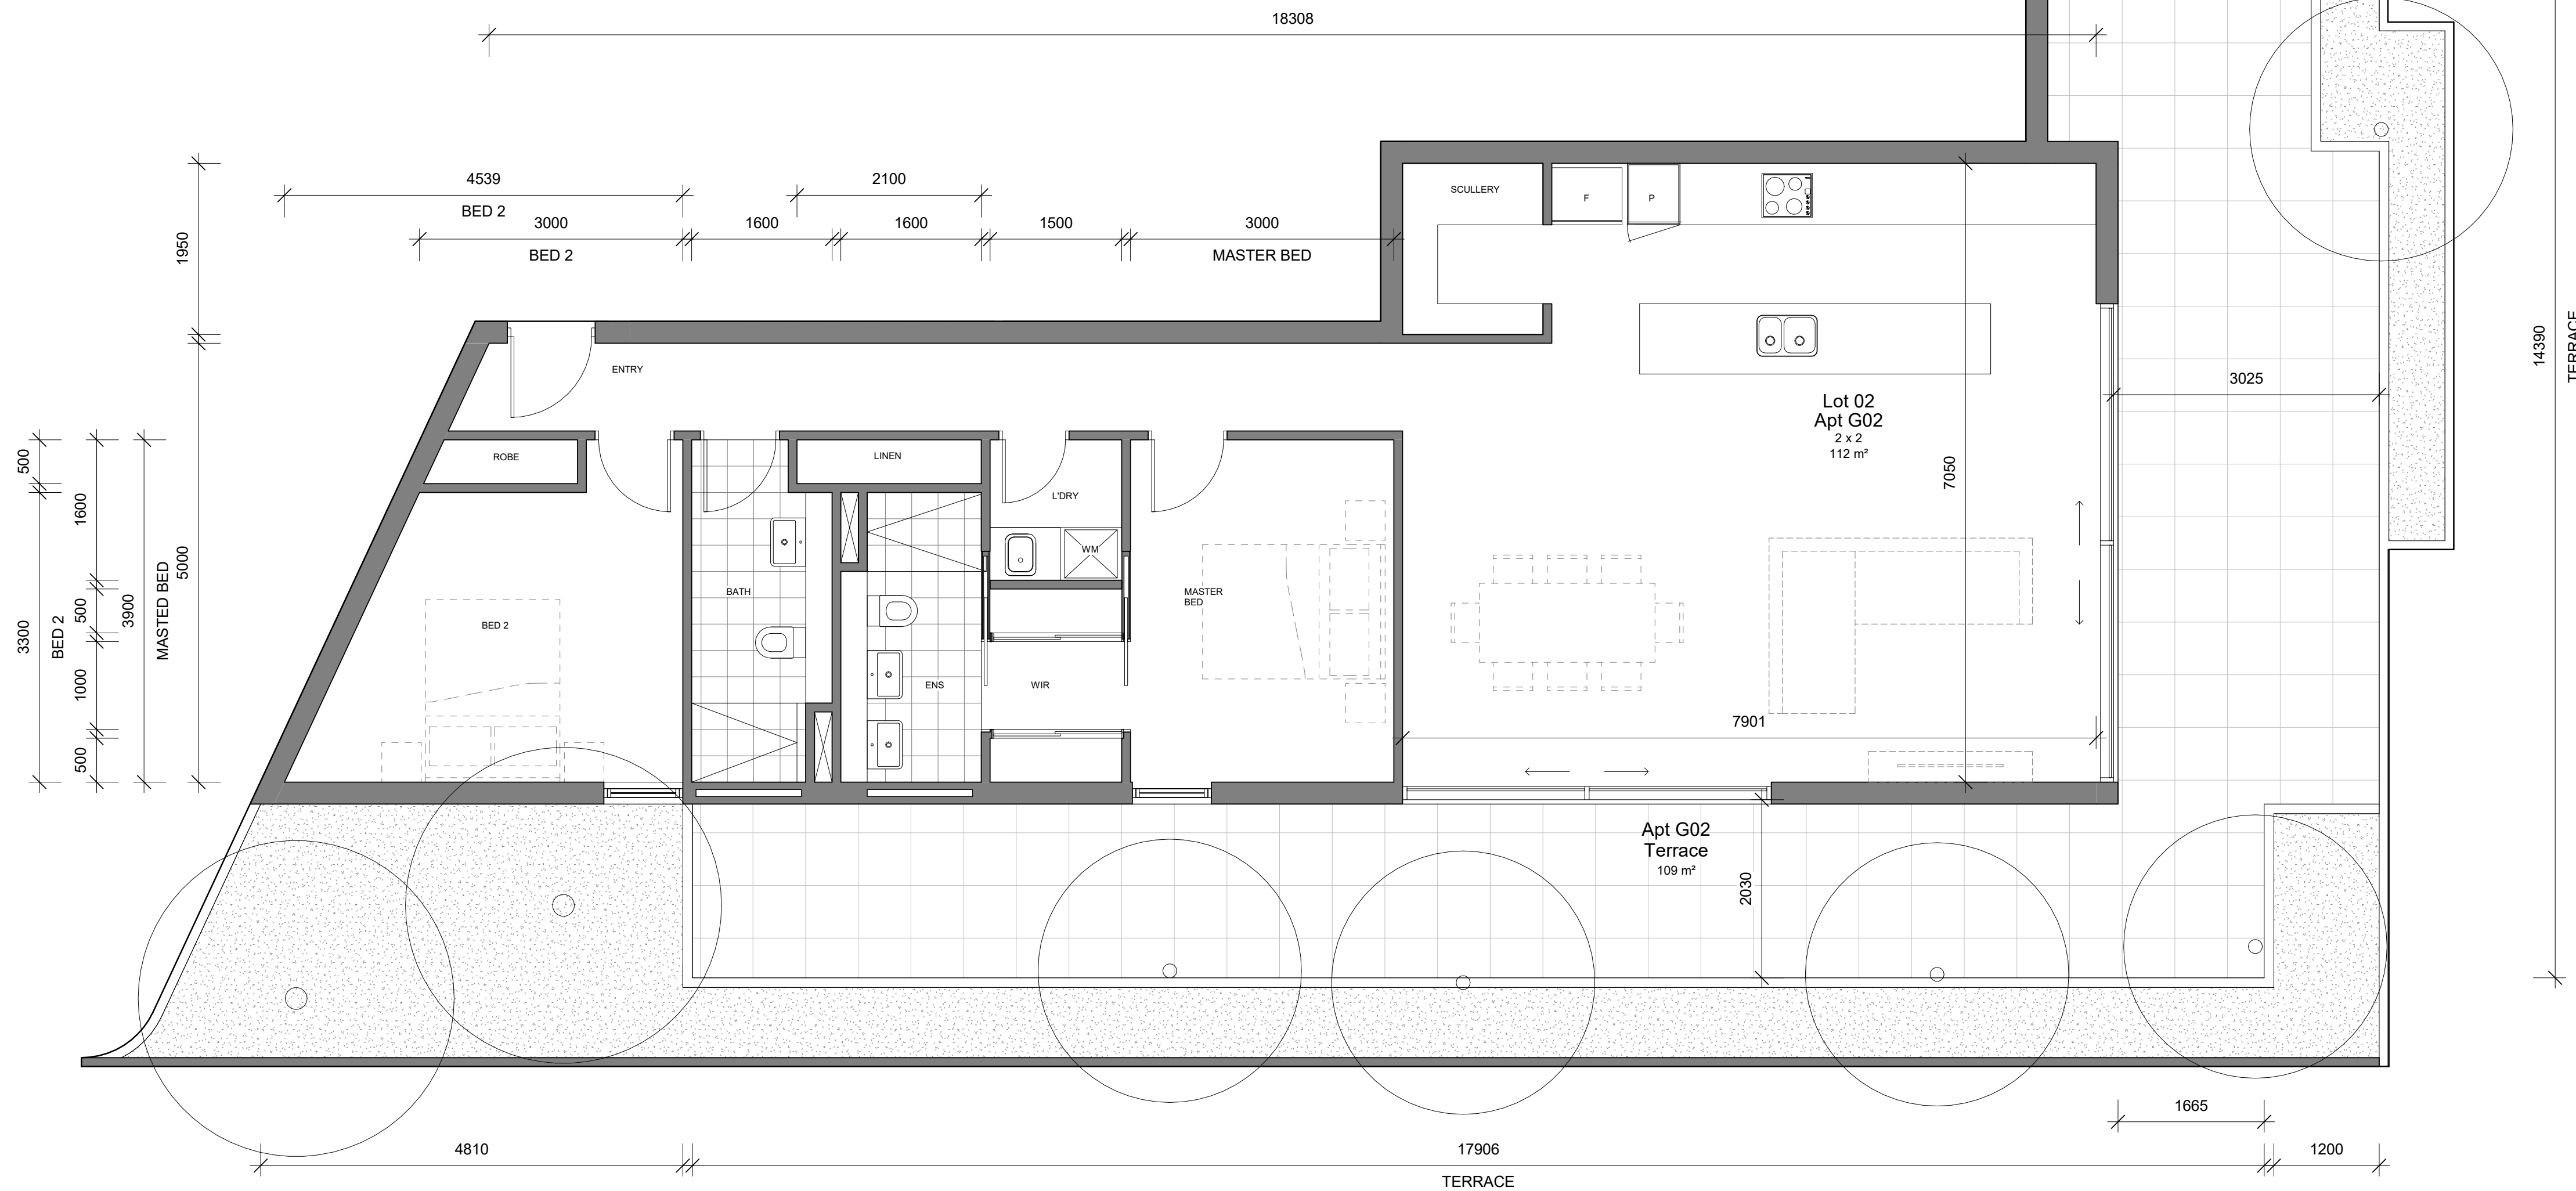 18308
4539
BED 2
2100
3000
BED 2
1600
1600
1500
3000
MASTER BED
1950
SCULLERY
F
P
ENTRY
14390
TERRACE
3025
Lot 02
Apt G02
2 x 2
112 m²
7050
500
3300
BED 2
1600
500
1000
500
3900
MASTED BED
5000
ROBE
LINEN
L'DRY
WM
BATH
MASTER
BED
BED 2
ENS
WIR
7901
Apt G02
Terrace
109 m²
2030
1665
4810
17906
TERRACE
1200